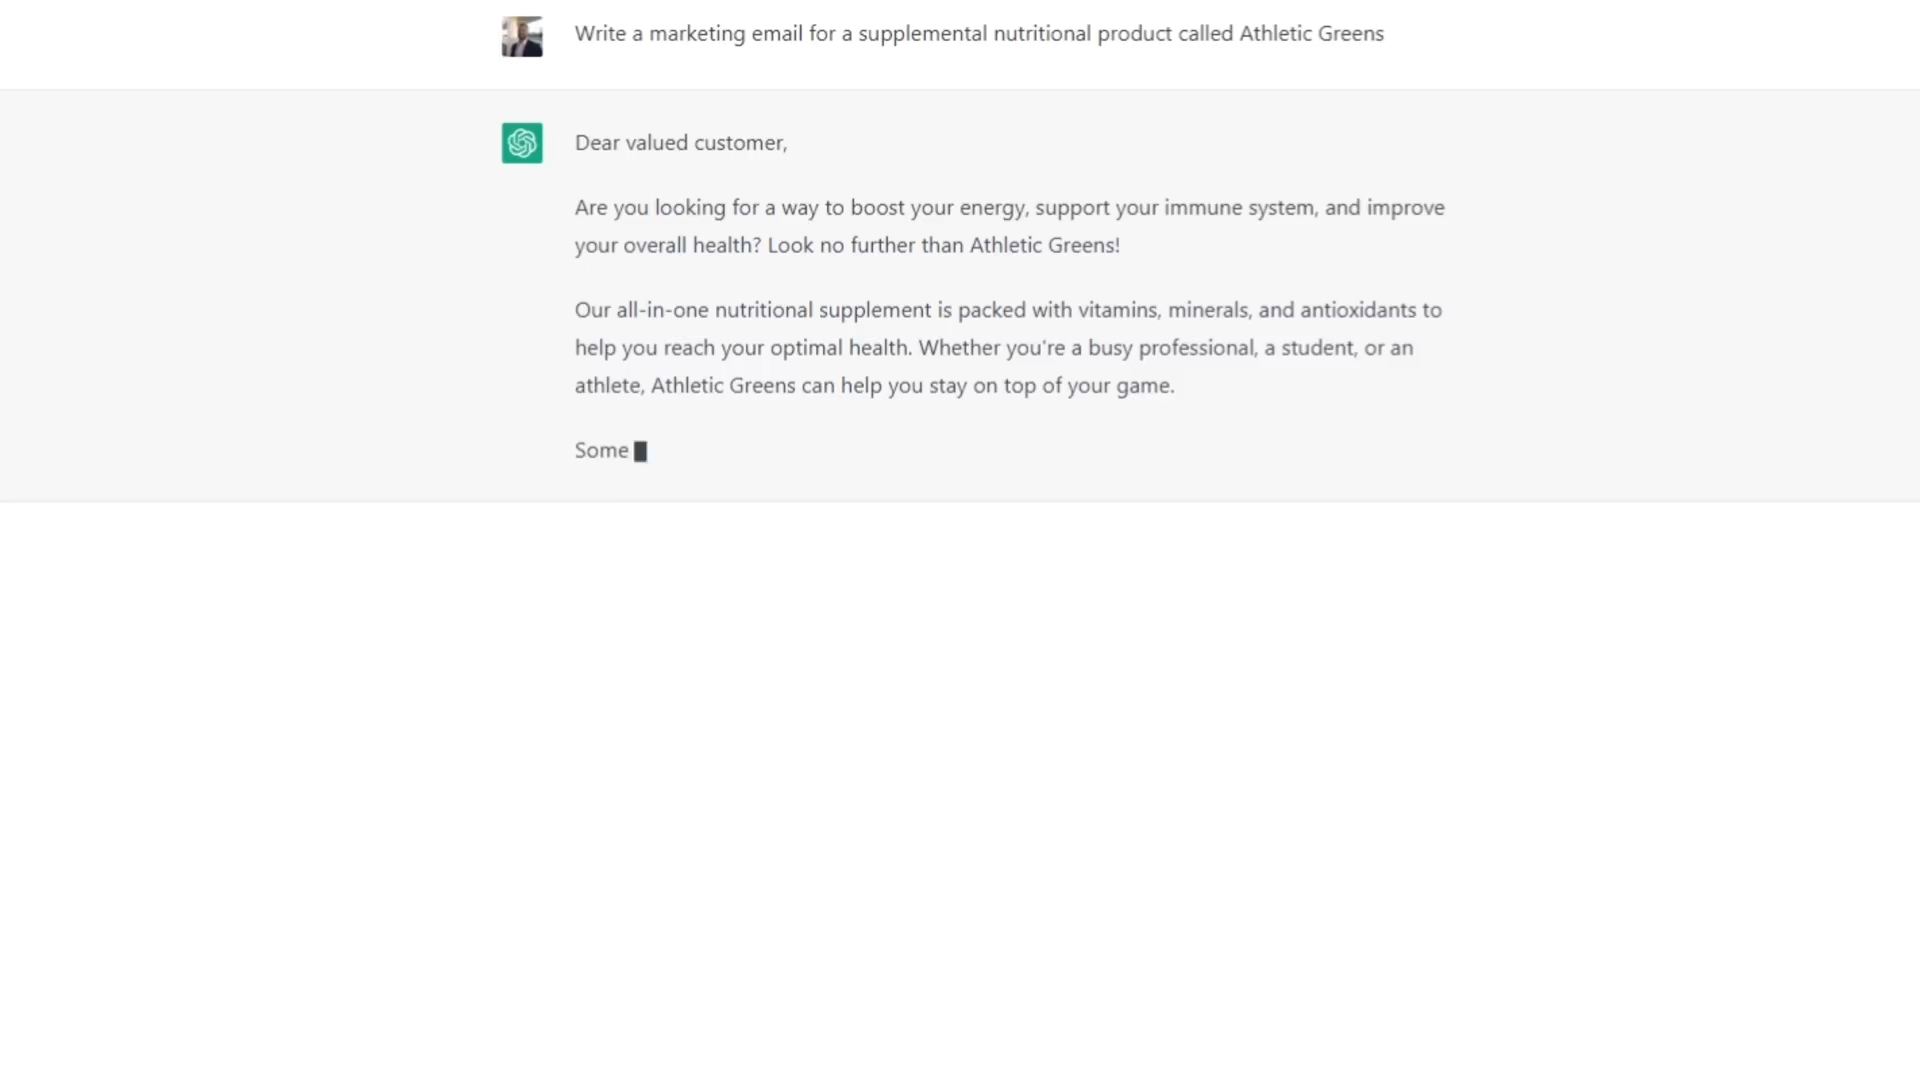 Write a marketing email for a supplemental nutritional product called Athletic Greens
Dear valued customer,
Are you looking for a way to boost your energy, support your immune system, and improve
your overall health? Look no further than Athletic Greens!
Our all-in-one nutritional supplement is packed with vitamins, minerals, and antioxidants to
help you reach your optimal health. Whether you're a busy professional, a student, or an
athlete, Athletic Greens can help you stay on top of your game.
Some